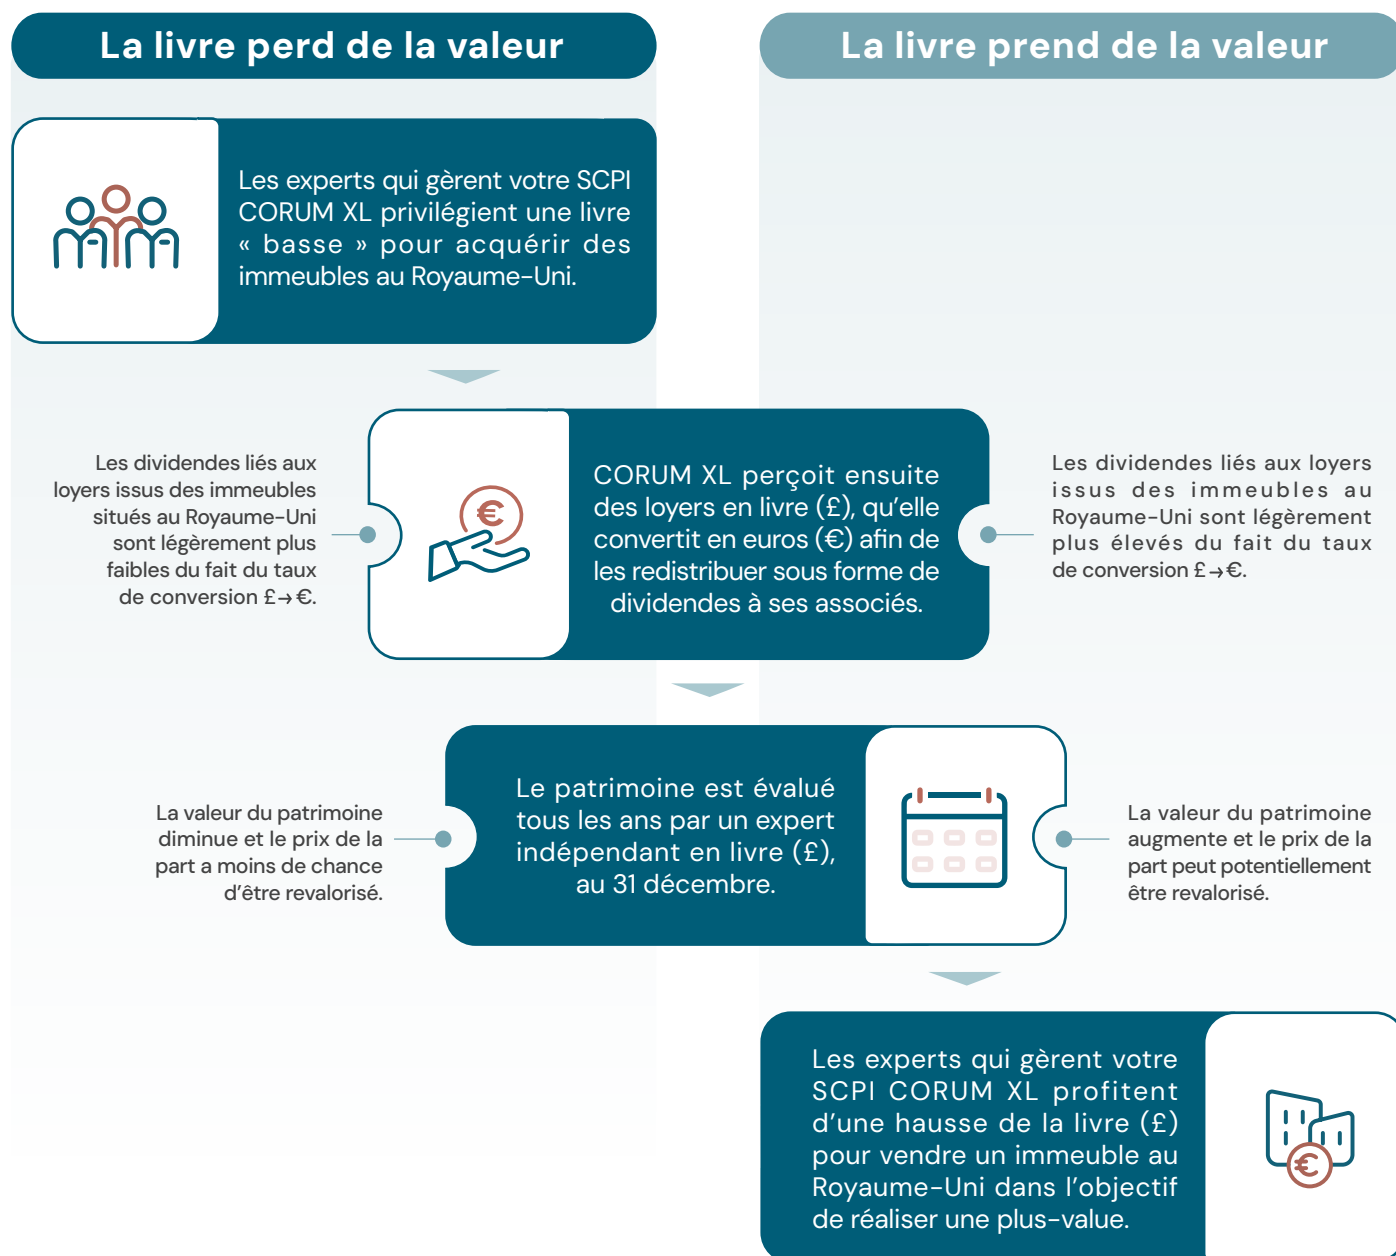 La livre perd de la valeur
La livre prend de la valeur
Les experts qui gèrent votre SCPI
CORUM XL privilégient une livre
« basse » pour acquérir des
immeubles au Royaume-Uni.
Les dividendes liés aux
loyers issus des immeubles
situés au Royaume-Uni
sont légèrement plus
faibles du fait du taux
de conversion £→€.
€
CORUM XL perçoit ensuite
des loyers en livre (£), qu’elle
convertit en euros (€) afin de
les redistribuer sous forme de
dividendes à ses associés.
Les dividendes liés aux loyers
issus des immeubles au
Royaume-Uni sont légèrement
plus élevés du fait du taux
de conversion £→€.
La valeur du patrimoine
diminue et le prix de la
part a moins de chance
d’être revalorisé.
Le patrimoine est évalué
tous les ans par un expert
indépendant en livre (£),
au 31 décembre.
La valeur du patrimoine
augmente et le prix de la
part peut potentiellement
être revalorisé.
Les experts qui gèrent votre
SCPI CORUM XL profitent
d’une hausse de la livre (£)
pour vendre un immeuble au
Royaume-Uni dans l’objectif
de réaliser une plus-value.
€